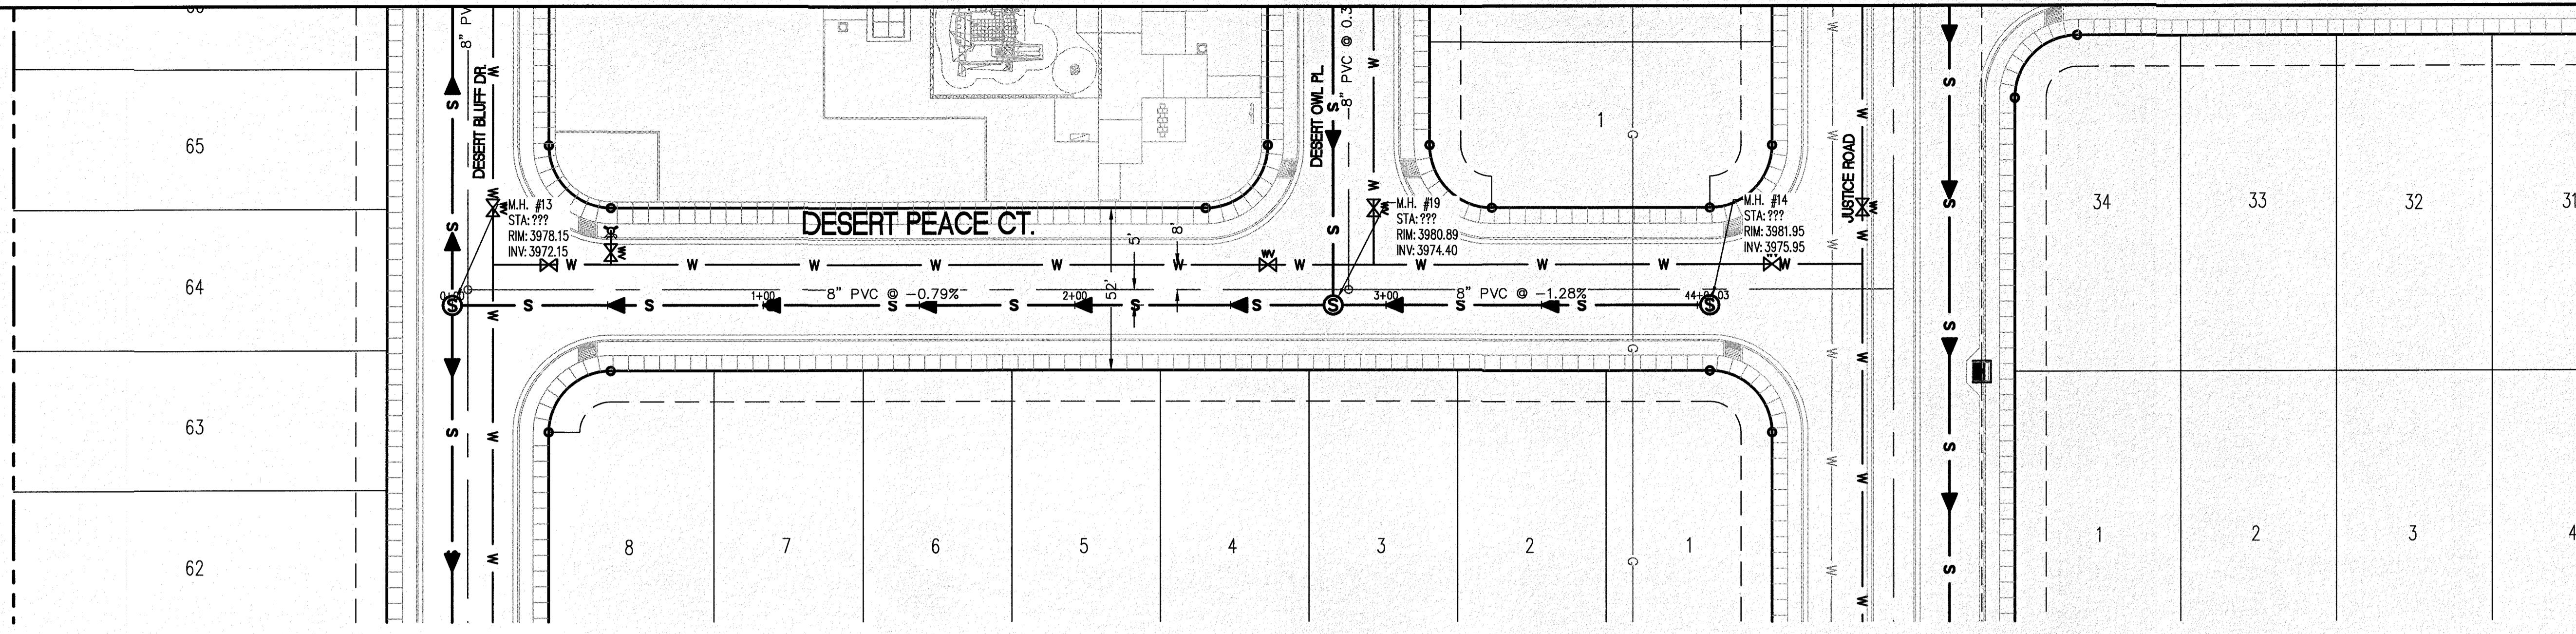 65
64
63
62
8" PV
DESERT BLUFF DR.
M.H. #13
STA: ???
RIM: 3978.15
INV: 3972.15
DESERT PEACE CT.
5'
8'
52'
1+00
8" PVC @ -0.79%
2+00
DESERT OWL PL.
8" PVC @ 0.3
M.H. #19
STA: ???
RIM: 3980.89
INV: 3974.40
3+00
8" PVC @ -1.28%
1
G
G
G
M.H. #14
STA: ???
RIM: 3981.95
INV: 3975.95
JUSTICE ROAD
W W W W W W W W W W
WV
S S S S S S S S S S
8 7 6 5 4 3 2 1
34 33 32 31
1 2 3 4